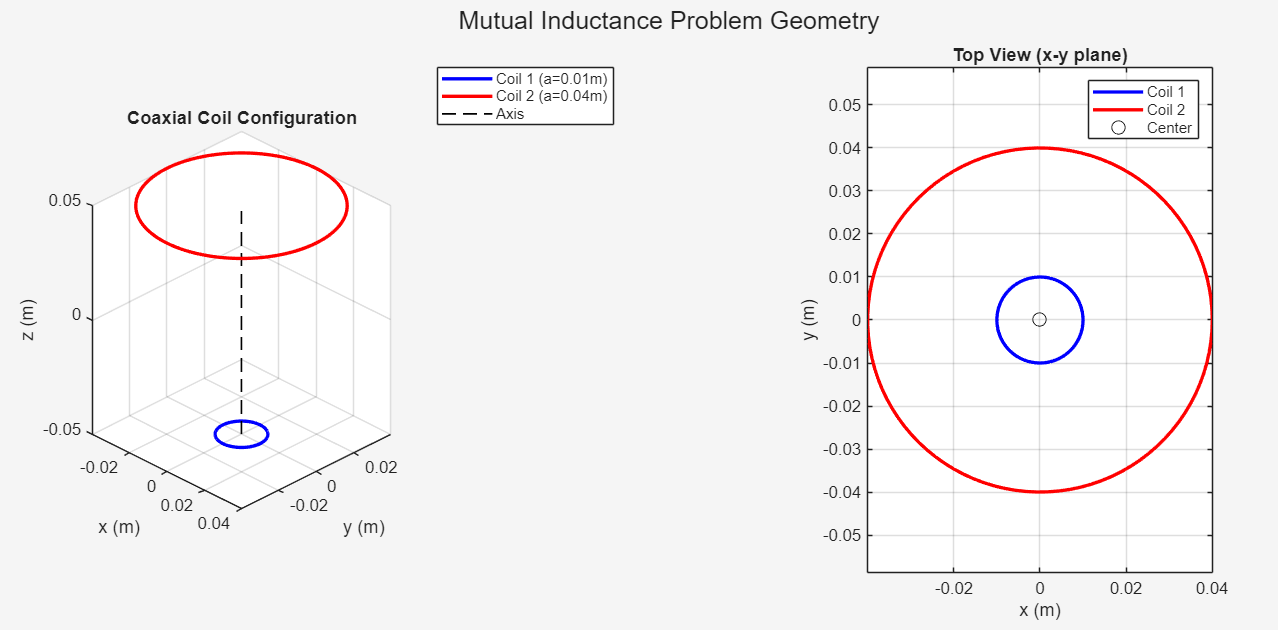 Mutual Inductance Problem Geometry
Coaxial Coil Configuration
Coil 1 (a=0.01m)
Coil 2 (a=0.04m)
Axis
0.05
0
-0.05
z (m)
-0.02
0
0.02
0.04
x (m)
-0.02
0
0.02
y (m)
Top View (x-y plane)
Coil 1
Coil 2
Center
0.05
0.04
0.03
0.02
0.01
0
-0.01
-0.02
-0.03
-0.04
-0.05
y (m)
-0.02
0
0.02
0.04
x (m)